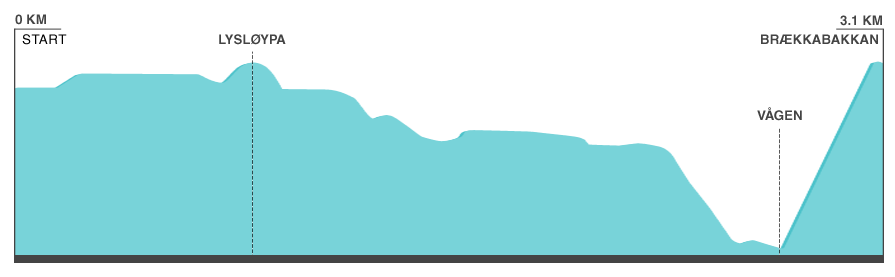 0 KM
3.1 KM
START
LYSLØYPA
BRÆKKABAKKAN
VÅGEN